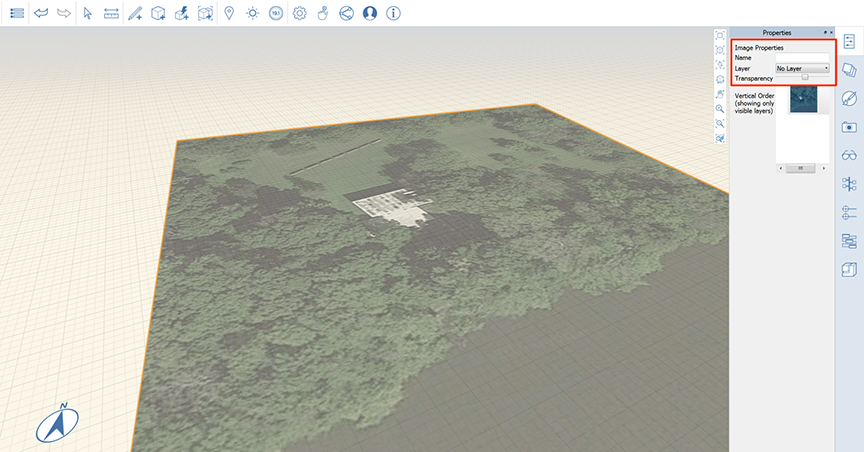 Properties
Image Properties
Name
Layer No Layer
Transparency
Vertical Order
(showing only
visible layers)
N